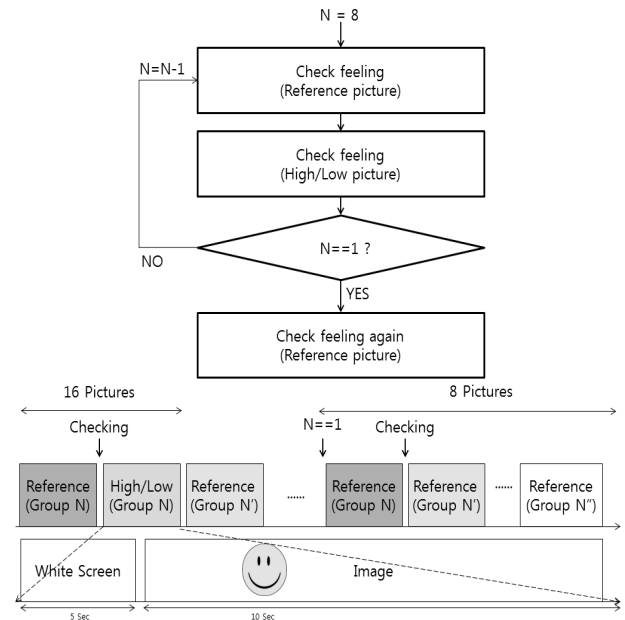 N = 8
N=N-1
Check feeling
(Reference picture)
Check feeling
(High/Low picture)
N==1 ?
NO
YES
Check feeling again
(Reference picture)
16 Pictures
8 Pictures
Checking
N==1
Checking
Reference
(Group N)
High/Low
(Group N)
Reference
(Group N')
......
Reference
(Group N)
Reference
(Group N')
......
Reference
(Group N")
White Screen
Image
5 Sec
10 Sec